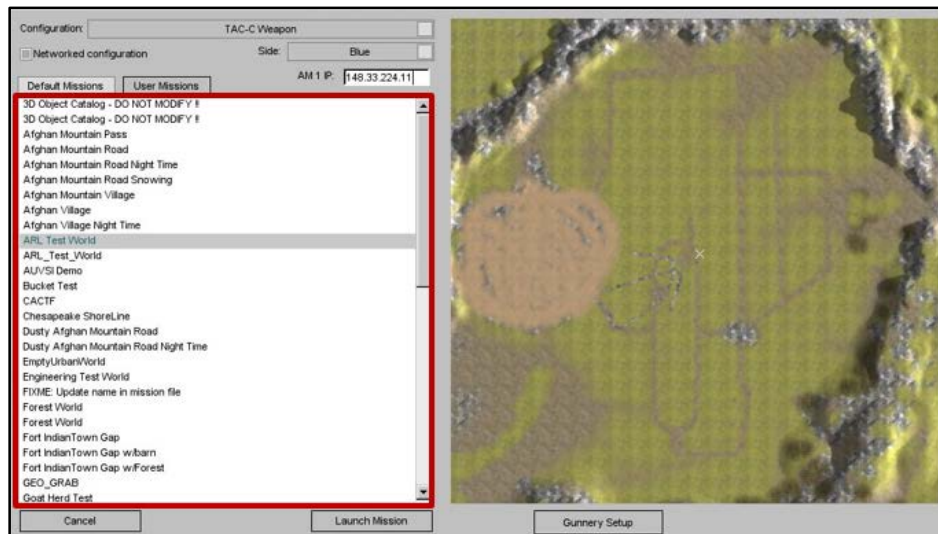 Configuration: TAC-C Weapon
Networked configuration Side: Blue
AM 1 IP: 148.33.224.11
Default Missions User Missions
3D Object Catalog - DO NOT MODIFY !!
3D Object Catalog - DO NOT MODIFY !!
Afghan Mountain Pass
Afghan Mountain Road
Afghan Mountain Road Night Time
Afghan Mountain Road Snowing
Afghan Mountain Village
Afghan Village
Afghan Village Night Time
ARL Test World
ARL_Test_World
AUVSI Demo
Bucket Test
CACTF
Chesapeake ShoreLine
Dusty Afghan Mountain Road
Dusty Afghan Mountain Road Night Time
EmptyUrbanWorld
Engineering Test World
FIXME: Update name in mission file
Forest World
Forest World
Fort IndianTown Gap
Fort IndianTown Gap w/barn
Fort IndianTown Gap w/Forest
GEO_GRAB
Goat Herd Test
Cancel Launch Mission Gunnery Setup